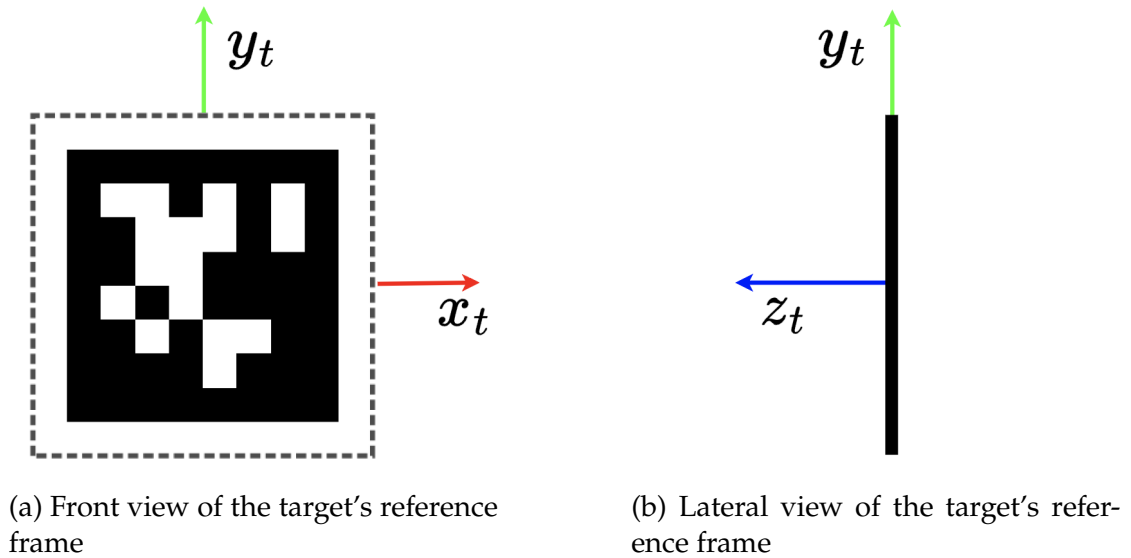 y_t
x_t
(a) Front view of the target's reference
frame
y_t
z_t
(b) Lateral view of the target's refer-
ence frame